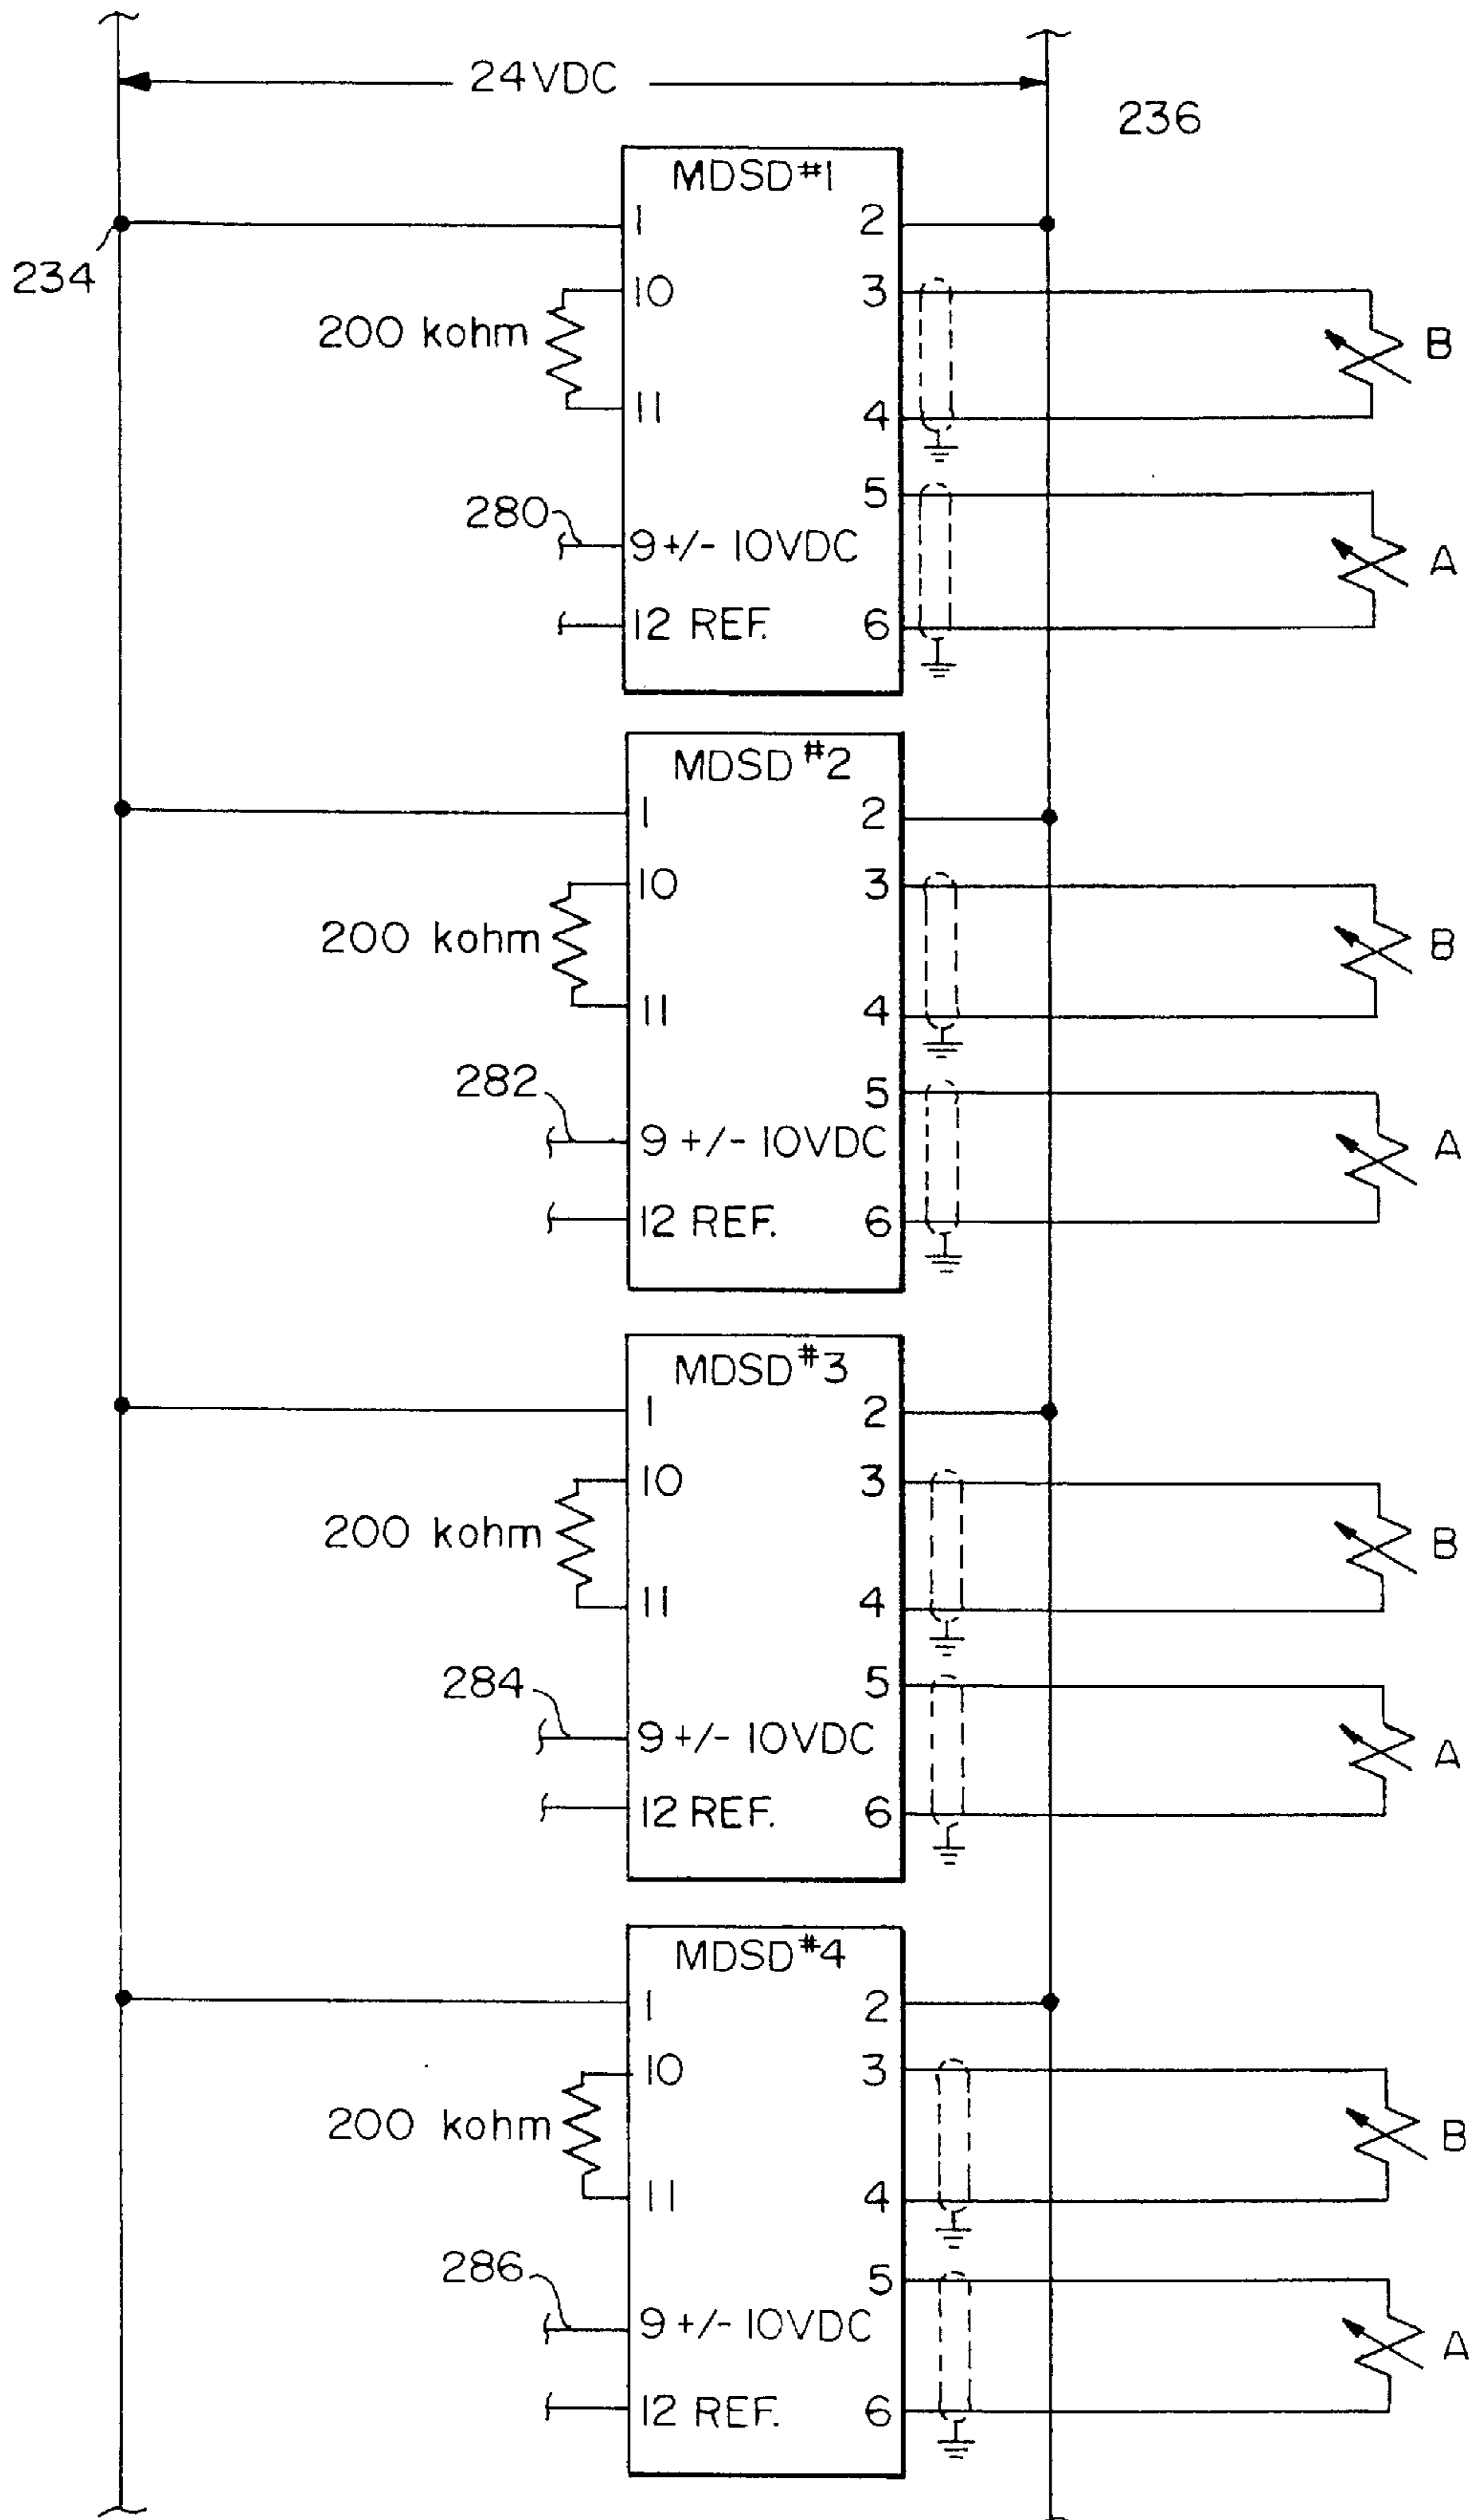 24VDC
236
MDSD#1
1 2
234
10 3
200 kohm
B
11 4
5
280
9 +/- 10VDC
A
12 REF. 6
MDSD#2
1 2
10 3
200 kohm
B
11 4
282
5
9 +/- 10VDC
A
12 REF. 6
MDSD#3
1 2
10 3
200 kohm
B
11 4
284
5
9 +/- 10VDC
A
12 REF. 6
MDSD#4
1 2
10 3
200 kohm
B
11 4
286
5
9 +/- 10VDC
A
12 REF. 6